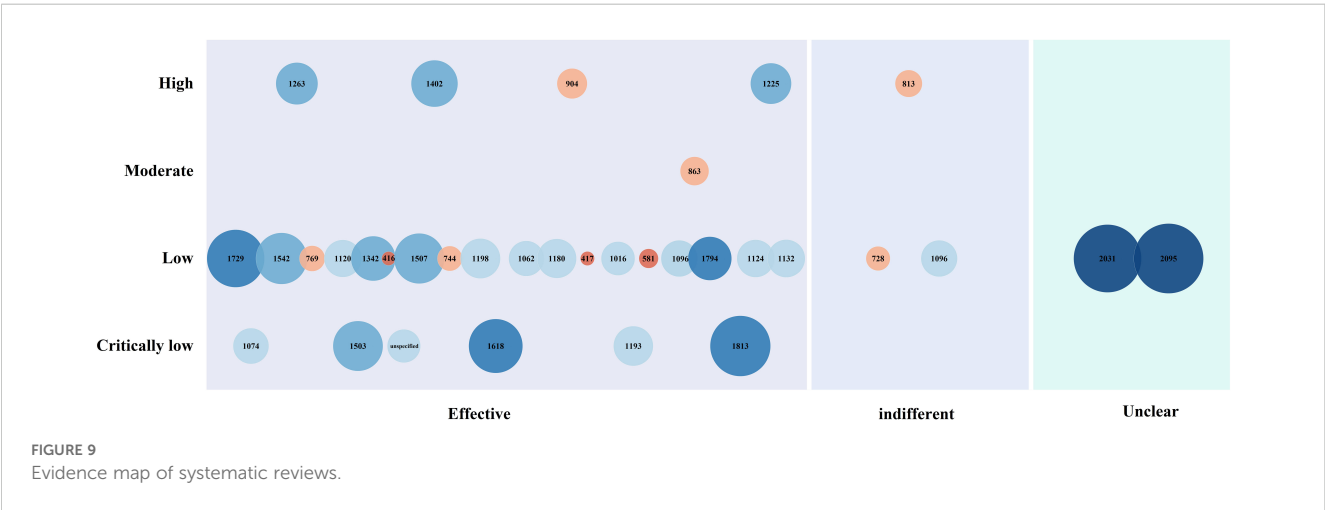 High 1263 1402 904 1225 813
Moderate 863
Low 1729 1542 769 1120 1342 416 1507 744 1198 1062 1180 417 1016 581 1096 1794 1124 1132 728 1096 2031 2095
Critically low 1074 1503 unspecified 1618 1193 1813
Effective indifferent Unclear
FIGURE 9
Evidence map of systematic reviews.